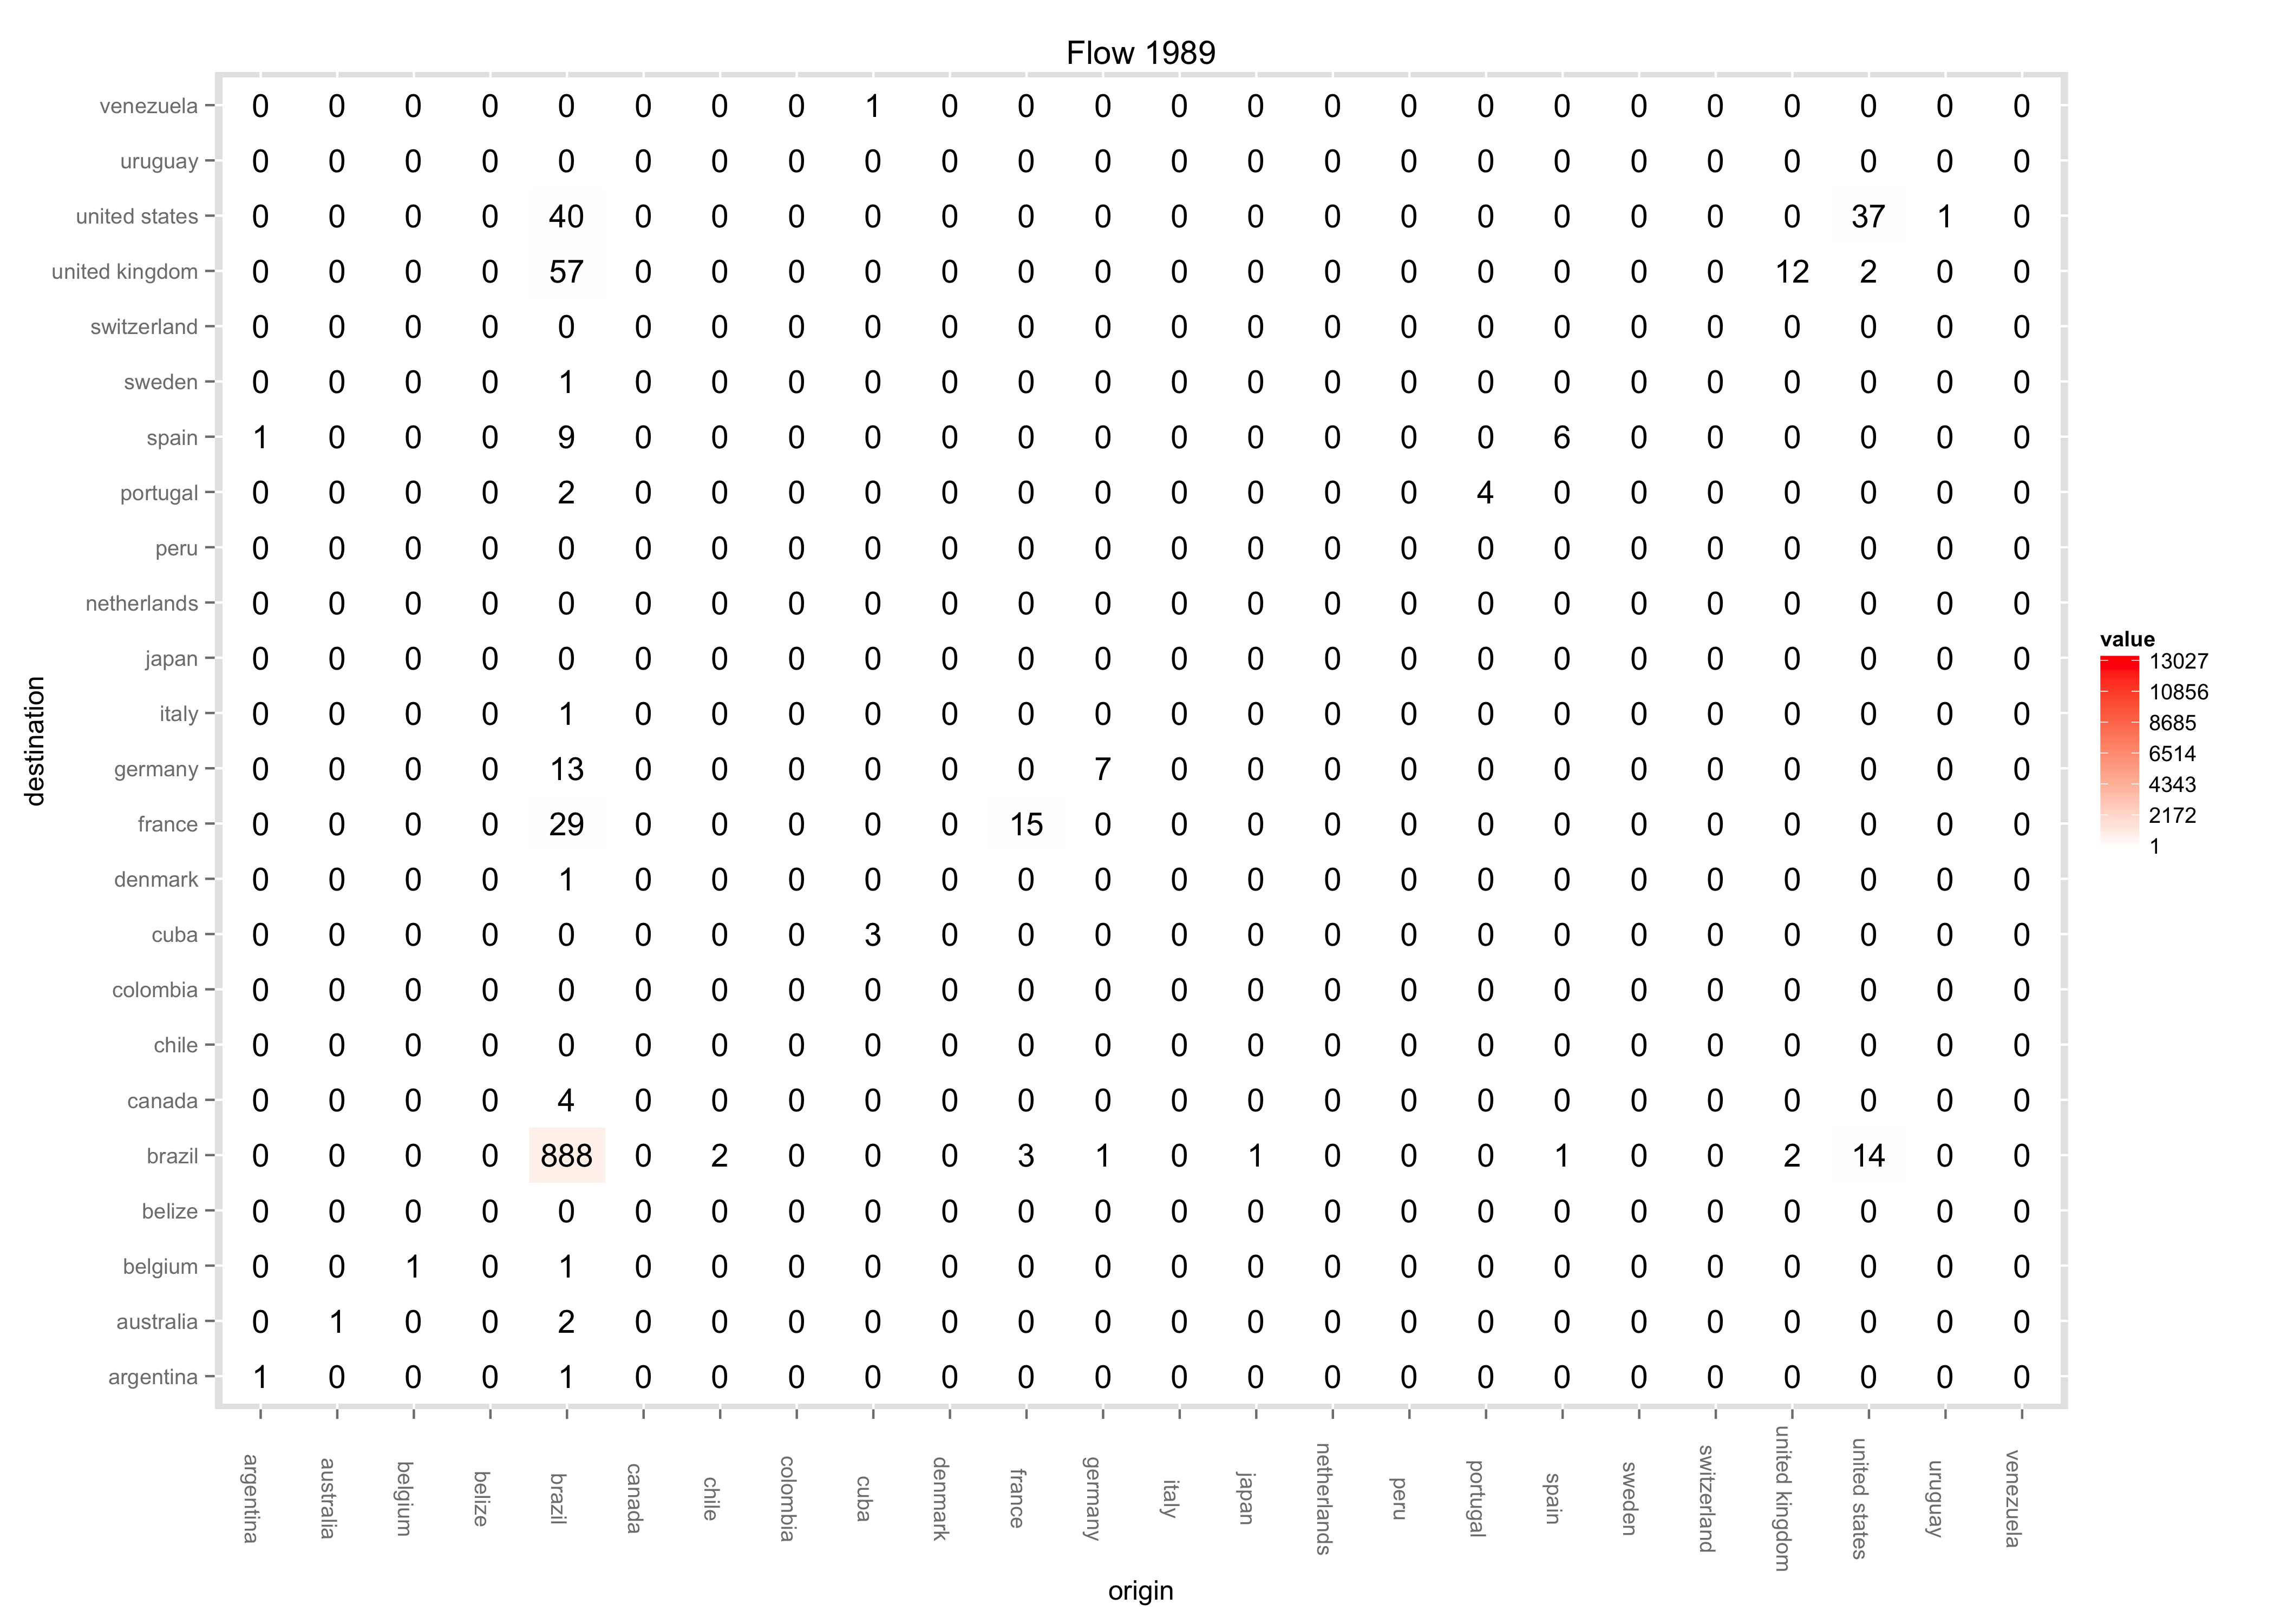 Flow 1989
venezuela 0 0 0 0 0 0 0 0 1 0 0 0 0 0 0 0 0 0 0 0 0 0 0 0
uruguay 0 0 0 0 0 0 0 0 0 0 0 0 0 0 0 0 0 0 0 0 0 0 0 0
united states 0 0 0 0 40 0 0 0 0 0 0 0 0 0 0 0 0 0 0 0 0 37 1 0
united kingdom 0 0 0 0 57 0 0 0 0 0 0 0 0 0 0 0 0 0 0 0 12 2 0 0
switzerland 0 0 0 0 0 0 0 0 0 0 0 0 0 0 0 0 0 0 0 0 0 0 0 0
sweden 0 0 0 0 1 0 0 0 0 0 0 0 0 0 0 0 0 0 0 0 0 0 0 0
spain 1 0 0 0 9 0 0 0 0 0 0 0 0 0 0 0 0 6 0 0 0 0 0 0
portugal 0 0 0 0 2 0 0 0 0 0 0 0 0 0 0 0 4 0 0 0 0 0 0 0
peru 0 0 0 0 0 0 0 0 0 0 0 0 0 0 0 0 0 0 0 0 0 0 0 0
netherlands 0 0 0 0 0 0 0 0 0 0 0 0 0 0 0 0 0 0 0 0 0 0 0 0
japan 0 0 0 0 0 0 0 0 0 0 0 0 0 0 0 0 0 0 0 0 0 0 0 0
italy 0 0 0 0 1 0 0 0 0 0 0 0 0 0 0 0 0 0 0 0 0 0 0 0
germany 0 0 0 0 13 0 0 0 0 0 0 7 0 0 0 0 0 0 0 0 0 0 0 0
france 0 0 0 0 29 0 0 0 0 0 15 0 0 0 0 0 0 0 0 0 0 0 0 0
denmark 0 0 0 0 1 0 0 0 0 0 0 0 0 0 0 0 0 0 0 0 0 0 0 0
cuba 0 0 0 0 0 0 0 0 3 0 0 0 0 0 0 0 0 0 0 0 0 0 0 0
colombia 0 0 0 0 0 0 0 0 0 0 0 0 0 0 0 0 0 0 0 0 0 0 0 0
chile 0 0 0 0 0 0 0 0 0 0 0 0 0 0 0 0 0 0 0 0 0 0 0 0
canada 0 0 0 0 4 0 0 0 0 0 0 0 0 0 0 0 0 0 0 0 0 0 0 0
brazil 0 0 0 0 888 0 2 0 0 0 3 1 0 1 0 0 0 1 0 0 2 14 0 0
belize 0 0 0 0 0 0 0 0 0 0 0 0 0 0 0 0 0 0 0 0 0 0 0 0
belgium 0 0 1 0 1 0 0 0 0 0 0 0 0 0 0 0 0 0 0 0 0 0 0 0
australia 0 1 0 0 2 0 0 0 0 0 0 0 0 0 0 0 0 0 0 0 0 0 0 0
argentina 1 0 0 0 1 0 0 0 0 0 0 0 0 0 0 0 0 0 0 0 0 0 0 0
argentina australia belgium belize brazil canada chile colombia cuba denmark france germany italy japan netherlands peru portugal spain sweden switzerland united kingdom united states uruguay venezuela
origin
destination
value
13027
10856
8685
6514
4343
2172
1